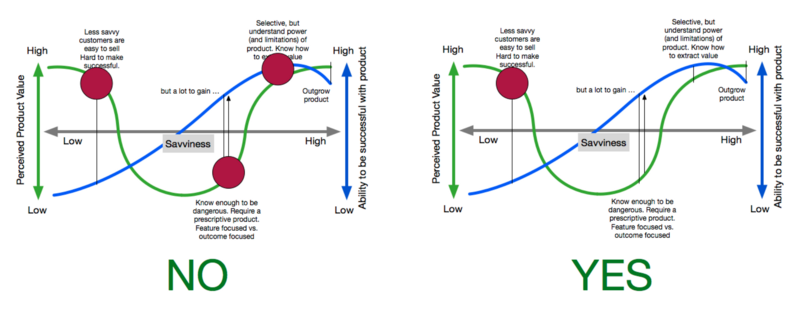 Less savvy
customers are
easy to sell
Hard to make
successful.
Selective, but
understand power
(and limitations) of
product. Know how
to extract value
High
High
but a lot to gain ...
Outgrow
product
Perceived Product Value
Ability to be successful with product
Low
Savviness
High
Low
Low
Know enough to be
dangerous. Require a
prescriptive product.
Feature focused vs.
outcome focused
NO
Less savvy
customers are
easy to sell
Hard to make
successful.
Selective, but
understand power
(and limitations) of
product. Know how
to extract value
High
High
but a lot to gain ...
Outgrow
product
Perceived Product Value
Ability to be successful with product
Low
Savviness
High
Low
Low
Know enough to be
dangerous. Require a
prescriptive product.
Feature focused vs.
outcome focused
YES